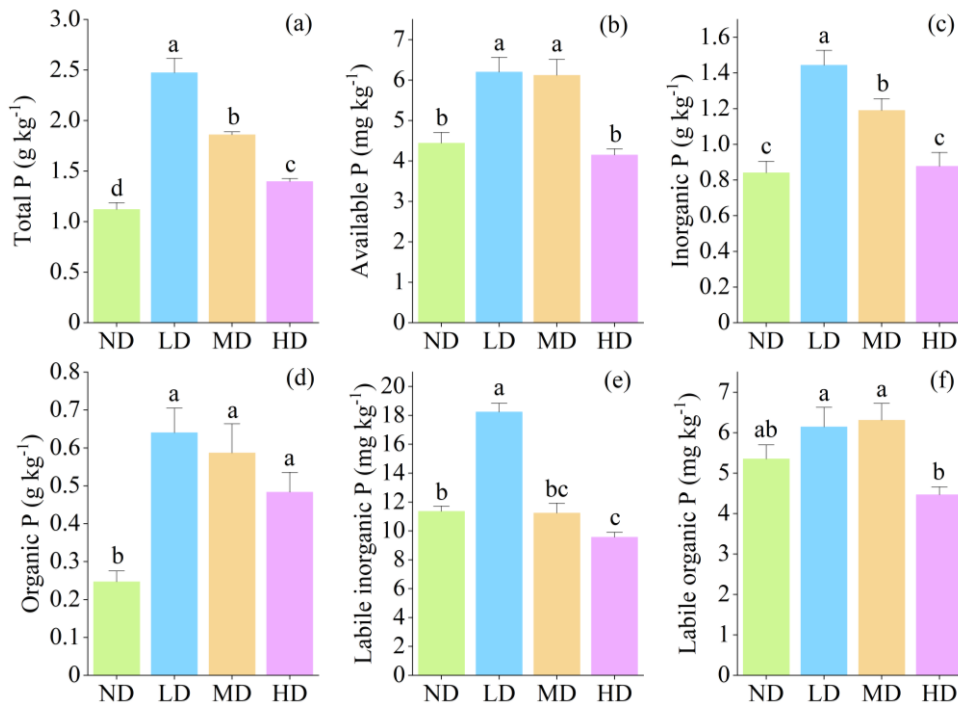 (a)
Total P (g kg⁻¹)
3.0
2.5
2.0
1.5
1.0
0.5
0
d
a
b
c
ND LD MD HD
(b)
Available P (mg kg⁻¹)
7
6
5
4
3
2
1
0
b
a
a
b
ND LD MD HD
(c)
Inorganic P (g kg⁻¹)
1.6
1.4
1.2
0.8
0.6
0.4
0.2
0
c
a
b
c
ND LD MD HD
(d)
Organic P (g kg⁻¹)
0.8
0.7
0.6
0.5
0.4
0.3
0.2
0.1
0
b
a
a
a
ND LD MD HD
(e)
Labile inorganic P (mg kg⁻¹)
20
18
16
14
12
10
8
6
4
2
0
b
a
bc
c
ND LD MD HD
(f)
Labile organic P (mg kg⁻¹)
7
6
5
4
3
2
1
0
ab
a
a
b
ND LD MD HD